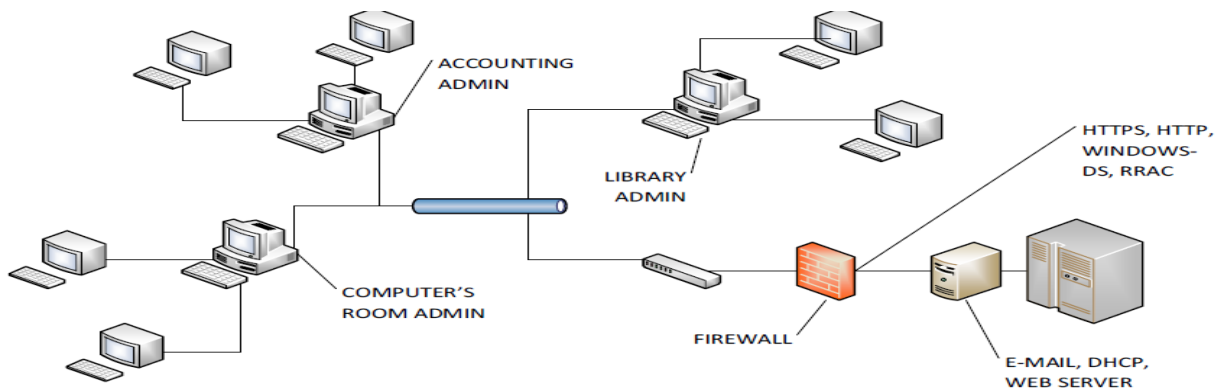 ACCOUNTING
ADMIN
LIBRARY
ADMIN
HTTPS, HTTP,
WINDOWS-
DS, RRAC
COMPUTER'S
ROOM ADMIN
FIREWALL
E-MAIL, DHCP,
WEB SERVER